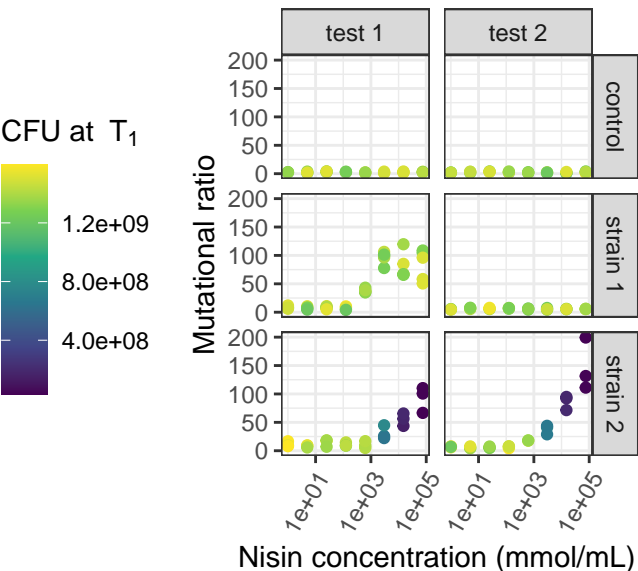 test 1
test 2
CFU at T1
1.2e+09
8.0e+08
4.0e+08
Mutational ratio
200
150
100
50
0
control
200
150
100
50
0
strain 1
200
150
100
50
0
strain 2
1e+01
1e+03
1e+05
1e+01
1e+03
1e+05
Nisin concentration (mmol/mL)